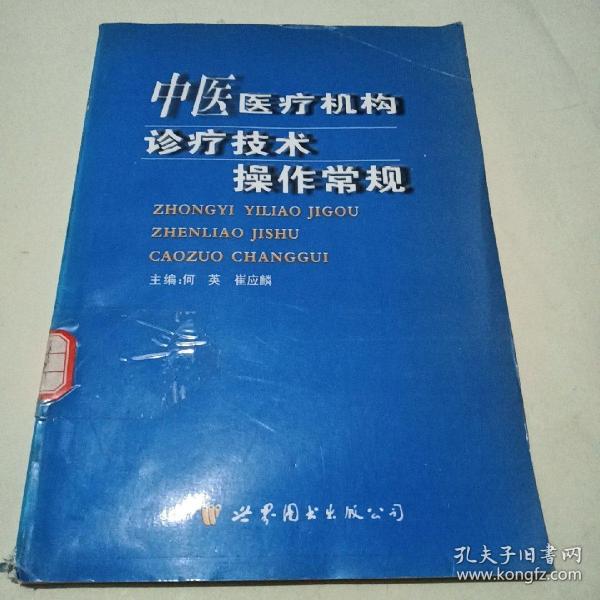 中医医疗机构
诊疗技术
操作常规
ZHONGYI YILIAO JIGOU
ZHENLIAO JISHU
CAOZUO CHANGGUI
主编:何 英 崔应麟
世界图书出版公司
孔夫子旧书网
www.kongfz.com